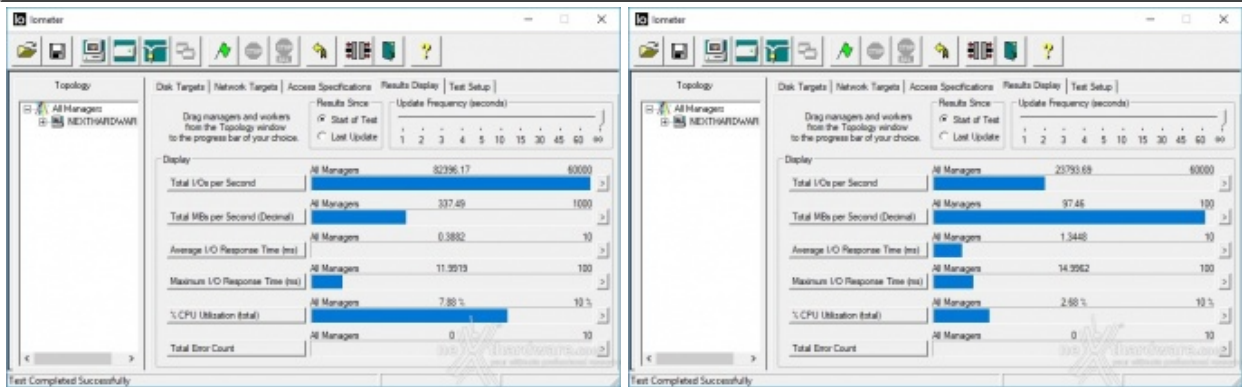 Iometer
Topology
All Managers
NEXTHARDWAR
Disk Targets
Network Targets
Access Specifications
Results Display
Test Setup
Drag managers and workers
from the Topology window
to the progress bar of your choice.
Results Since
Start of Test
Last Update
Update Frequency (seconds)
1 2 3 4 5 10 15 30 45 60 ∞
Display
All Managers 82396.17 60000
Total I/Os per Second
All Managers 337.49 1000
Total MBs per Second (Decimal)
All Managers 0.3882 10
Average I/O Response Time (ms)
All Managers 11.9919 100
Maximum I/O Response Time (ms)
All Managers 7.88 % 10 %
% CPU Utilization (total)
All Managers 0 10
Total Error Count
Test Completed Successfully
Iometer
Topology
All Managers
NEXTHARDWAR
Disk Targets
Network Targets
Access Specifications
Results Display
Test Setup
Drag managers and workers
from the Topology window
to the progress bar of your choice.
Results Since
Start of Test
Last Update
Update Frequency (seconds)
1 2 3 4 5 10 15 30 45 60 ∞
Display
All Managers 23793.69 60000
Total I/Os per Second
All Managers 97.46 100
Total MBs per Second (Decimal)
All Managers 1.3448 10
Average I/O Response Time (ms)
All Managers 14.9962 100
Maximum I/O Response Time (ms)
All Managers 2.68 % 10 %
% CPU Utilization (total)
All Managers 0 10
Total Error Count
Test Completed Successfully